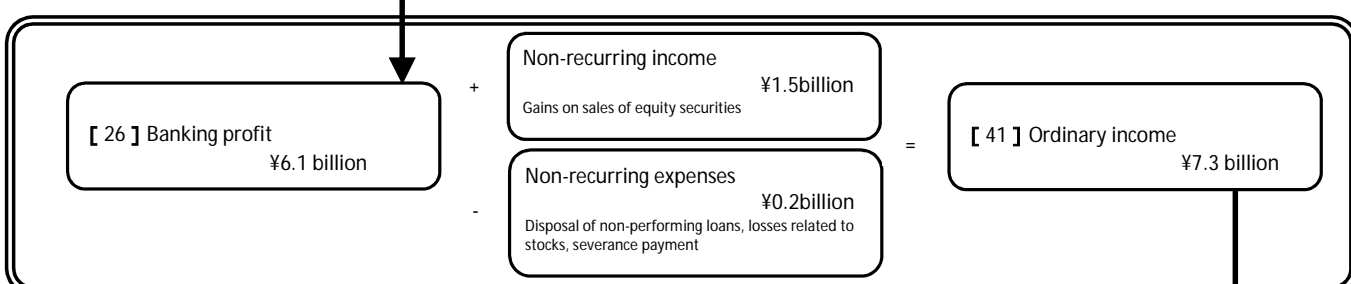 [ 26 ] Banking profit
¥6.1 billion
+
-
Non-recurring income
¥1.5billion
Gains on sales of equity securities
Non-recurring expenses
¥0.2billion
Disposal of non-performing loans, losses related to
stocks, severance payment
=
[ 41 ] Ordinary income
¥7.3 billion